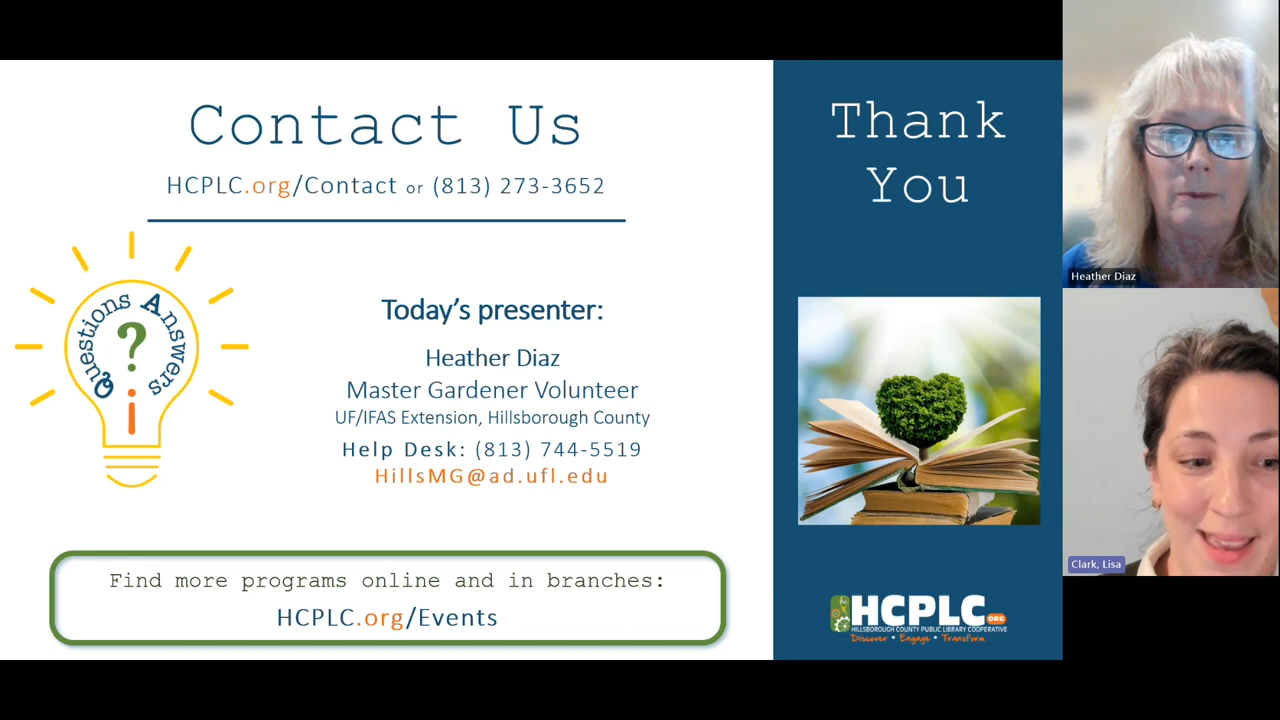 Contact Us
HCPLC.org/Contact or (813) 273-3652
Questions Answers
?
¡
Today's presenter:
Heather Diaz
Master Gardener Volunteer
UF/IFAS Extension, Hillsborough County
Help Desk: (813) 744-5519
HillsMG@ad.ufl.edu
Find more programs online and in branches:
HCPLC.org/Events
Thank
You
HCPLC ORG
HILLSBOROUGH COUNTY PUBLIC LIBRARY COOPERATIVE
Discover • Engage • Transform
Heather Diaz
Clark, Lisa